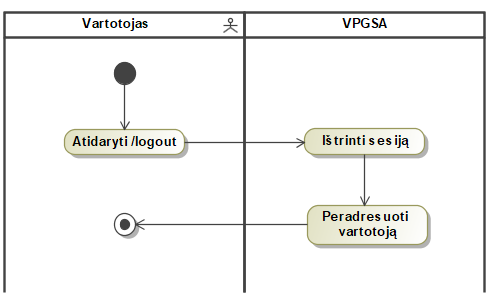 Vartotojas
VPGSA
Atidaryti /logout
Ištrinti sesiją
Peradresuoti
vartotoją